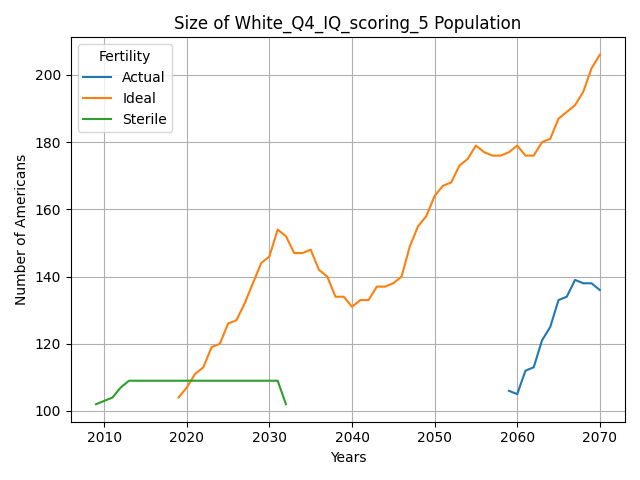 Size of White_Q4_IQ_scoring_5 Population
Fertility
Actual
Ideal
Sterile
Number of Americans
200
180
160
140
120
100
2010
2020
2030
2040
2050
2060
2070
Years